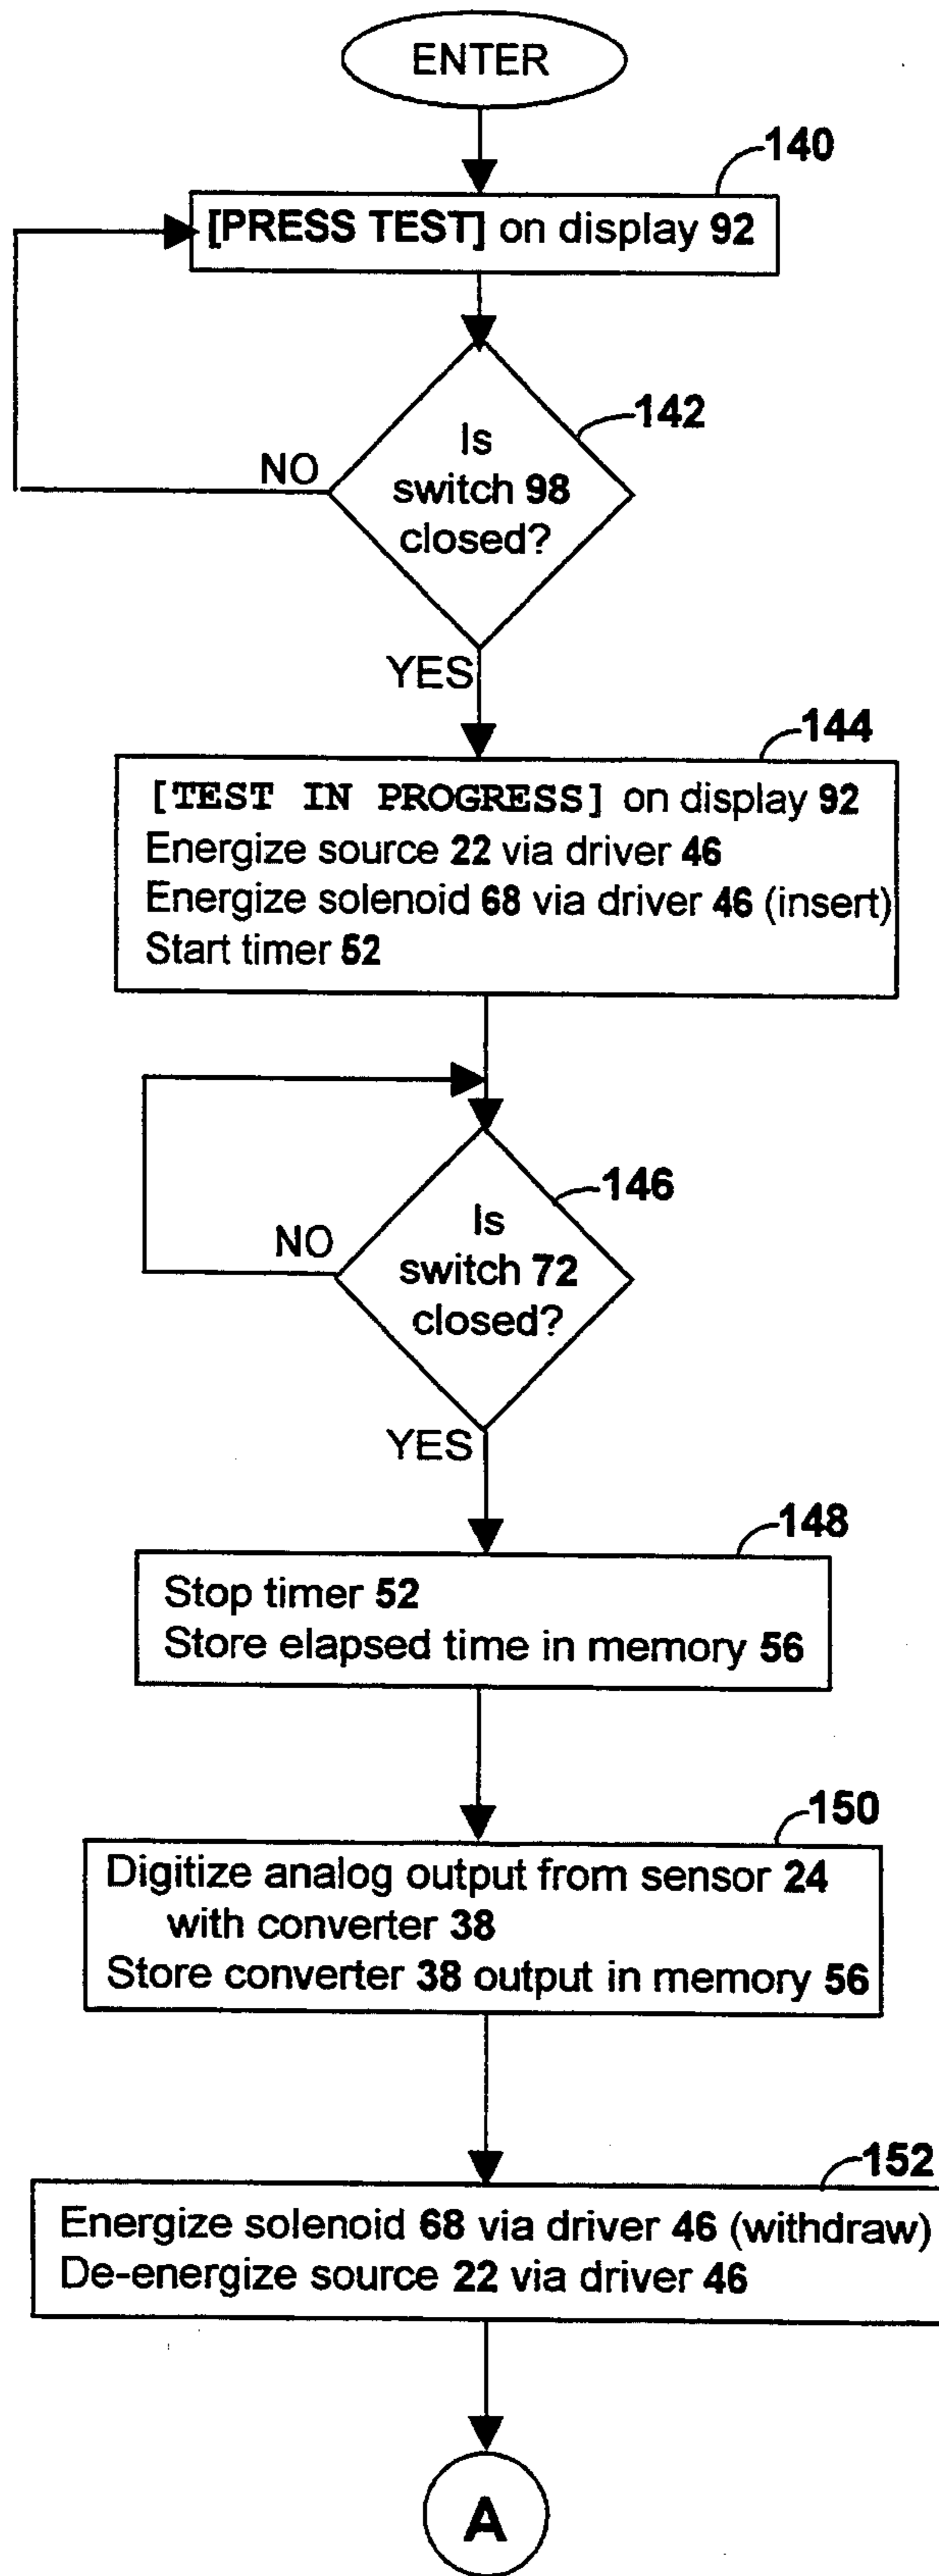 ENTER
140
[PRESS TEST] on display 92
142
Is
switch 98
closed?
NO
YES
144
[TEST IN PROGRESS] on display 92
Energize source 22 via driver 46
Energize solenoid 68 via driver 46 (insert)
Start timer 52
146
Is
switch 72
closed?
NO
YES
148
Stop timer 52
Store elapsed time in memory 56
150
Digitize analog output from sensor 24
with converter 38
Store converter 38 output in memory 56
152
Energize solenoid 68 via driver 46 (withdraw)
De-energize source 22 via driver 46
A